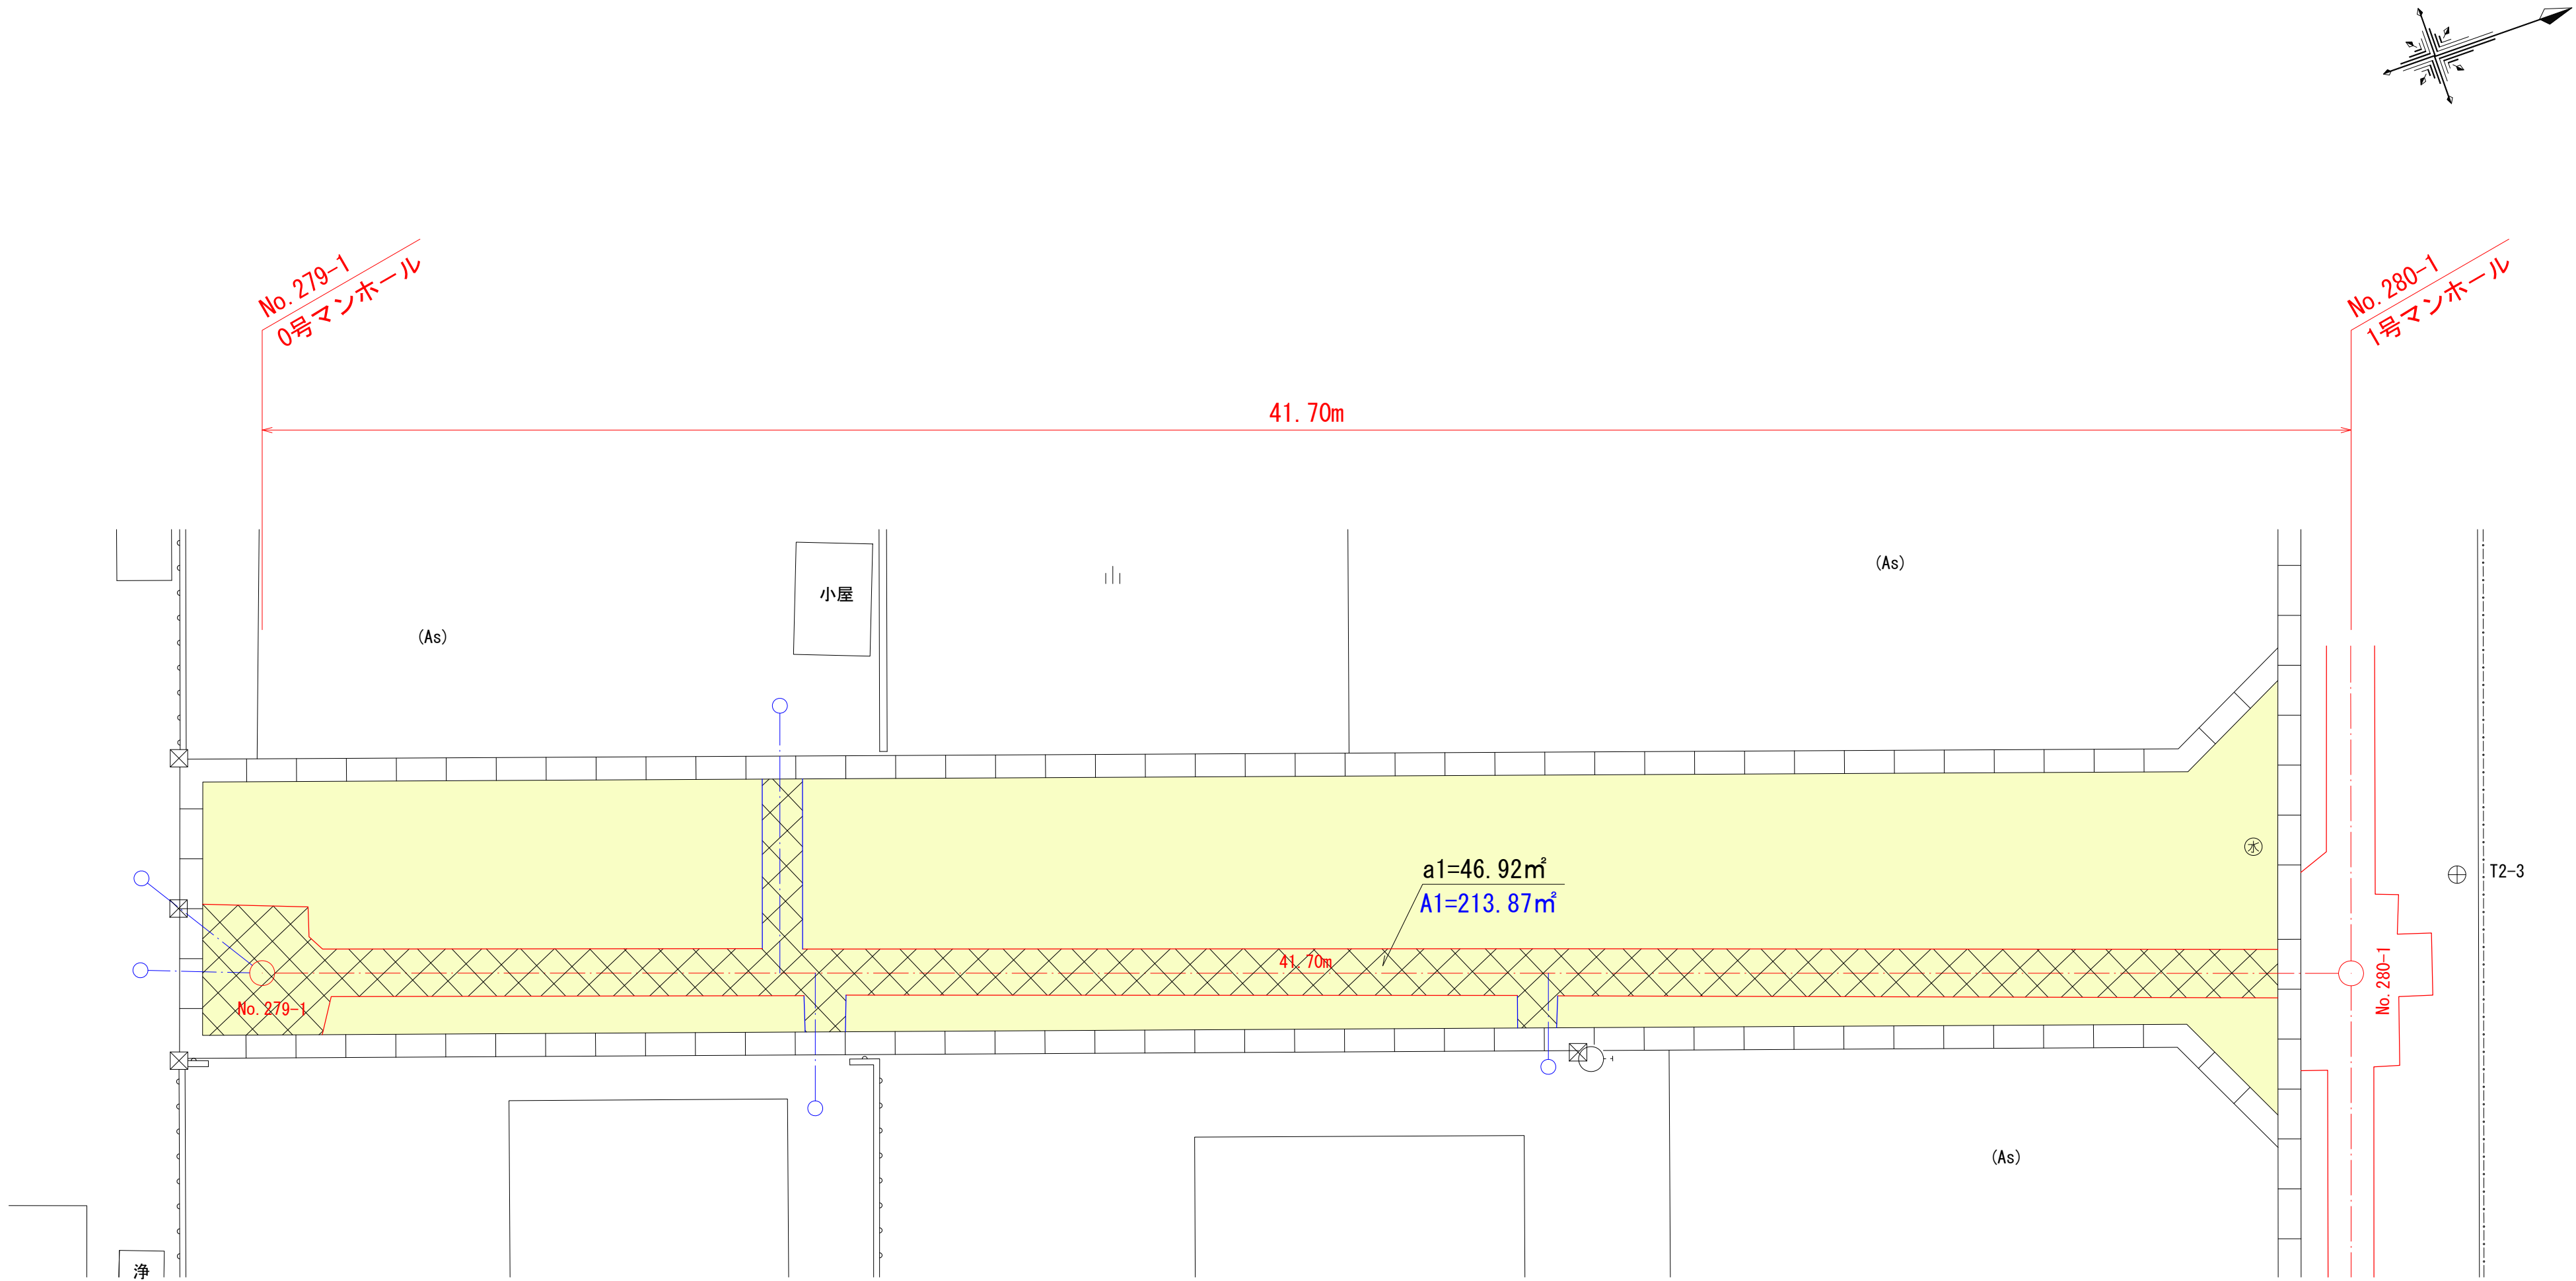 No.279-1
0号マンホール
No.280-1
1号マンホール
41.70m
(As)
小屋
(As)
a1=46.92㎡
A1=213.87㎡
水
T2-3
41.70m
No.279-1
No.280-1
(As)
浄